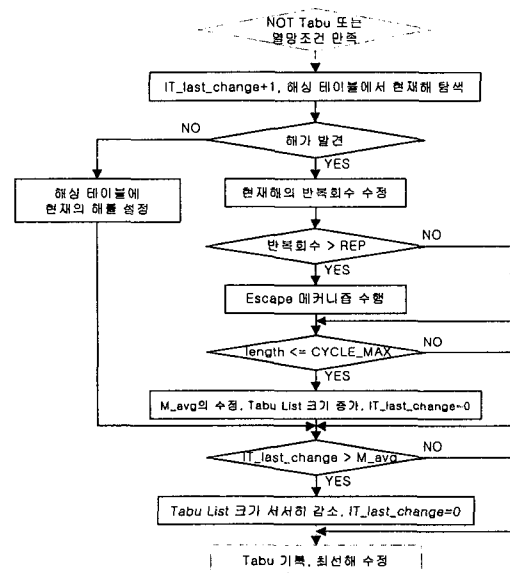 NOT Tabu 또는
열망조건 만족
IT_last_change+1, 해싱 테이블에서 현재해 탐색
NO
해가 발견
YES
해싱 테이블에
현재의 해를 설정
현재해의 반복회수 수정
반복회수 > REP
NO
YES
Escape 메커니즘 수행
length <= CYCLE_MAX
NO
YES
M_avg의 수정, Tabu List 크기 증가, IT_last_change=0
IT_last_change > M_avg
NO
YES
Tabu List 크기 서서히 감소, IT_last_change=0
Tabu 기록, 최선해 수정